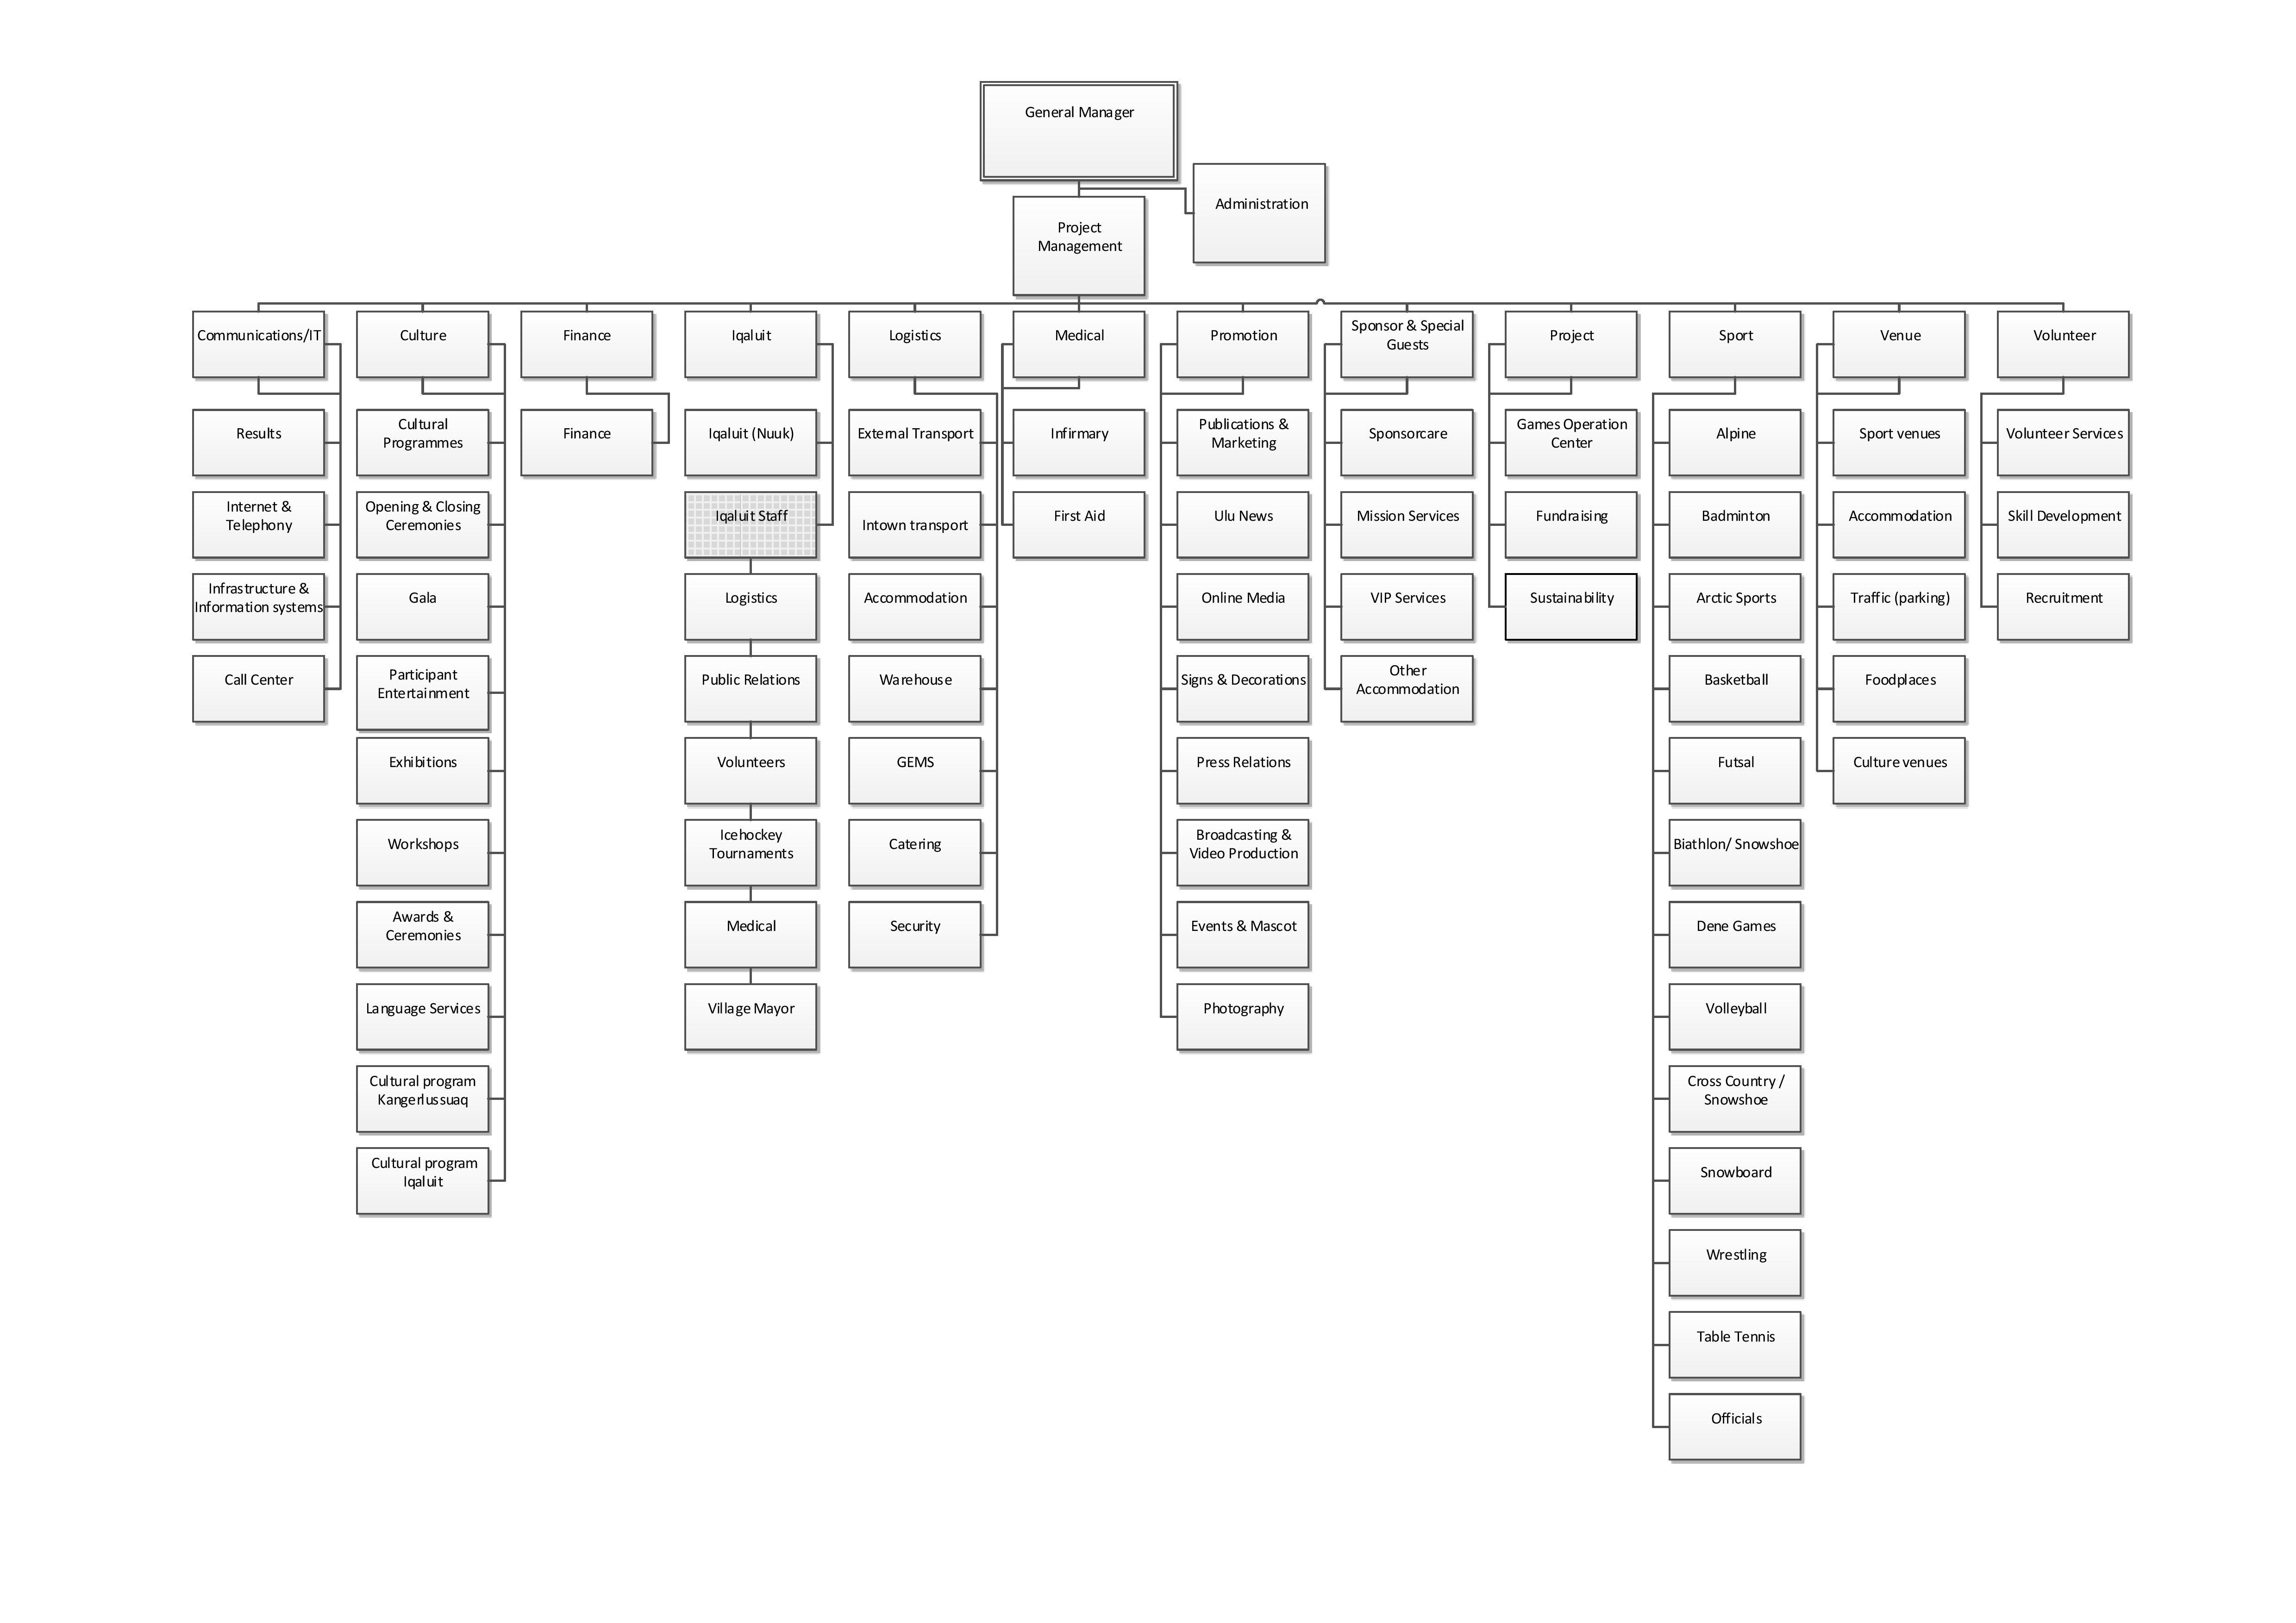 General Manager
Administration
Project
Management
Communications/IT
Culture
Finance
Iqaluit
Logistics
Medical
Promotion
Sponsor & Special
Guests
Project
Sport
Venue
Volunteer
Results
Internet &
Telephony
Infrastructure &
Information systems
Call Center
Cultural
Programmes
Opening & Closing
Ceremonies
Gala
Participant
Entertainment
Exhibitions
Workshops
Awards &
Ceremonies
Language Services
Cultural program
Kangerlussuaq
Cultural program
Iqaluit
Finance
Iqaluit (Nuuk)
Iqaluit Staff
Logistics
Public Relations
Volunteers
Icehockey
Tournaments
Medical
Village Mayor
External Transport
Intown transport
Accommodation
Warehouse
GEMS
Catering
Security
Infirmary
First Aid
Publications &
Marketing
Ulu News
Online Media
Signs & Decorations
Press Relations
Broadcasting &
Video Production
Events & Mascot
Photography
Sponsorcare
Mission Services
VIP Services
Other
Accommodation
Games Operation
Center
Fundraising
Sustainability
Alpine
Badminton
Arctic Sports
Basketball
Futsal
Biathlon/ Snowshoe
Dene Games
Volleyball
Cross Country /
Snowshoe
Snowboard
Wrestling
Table Tennis
Officials
Sport venues
Accommodation
Traffic (parking)
Foodplaces
Culture venues
Volunteer Services
Skill Development
Recruitment